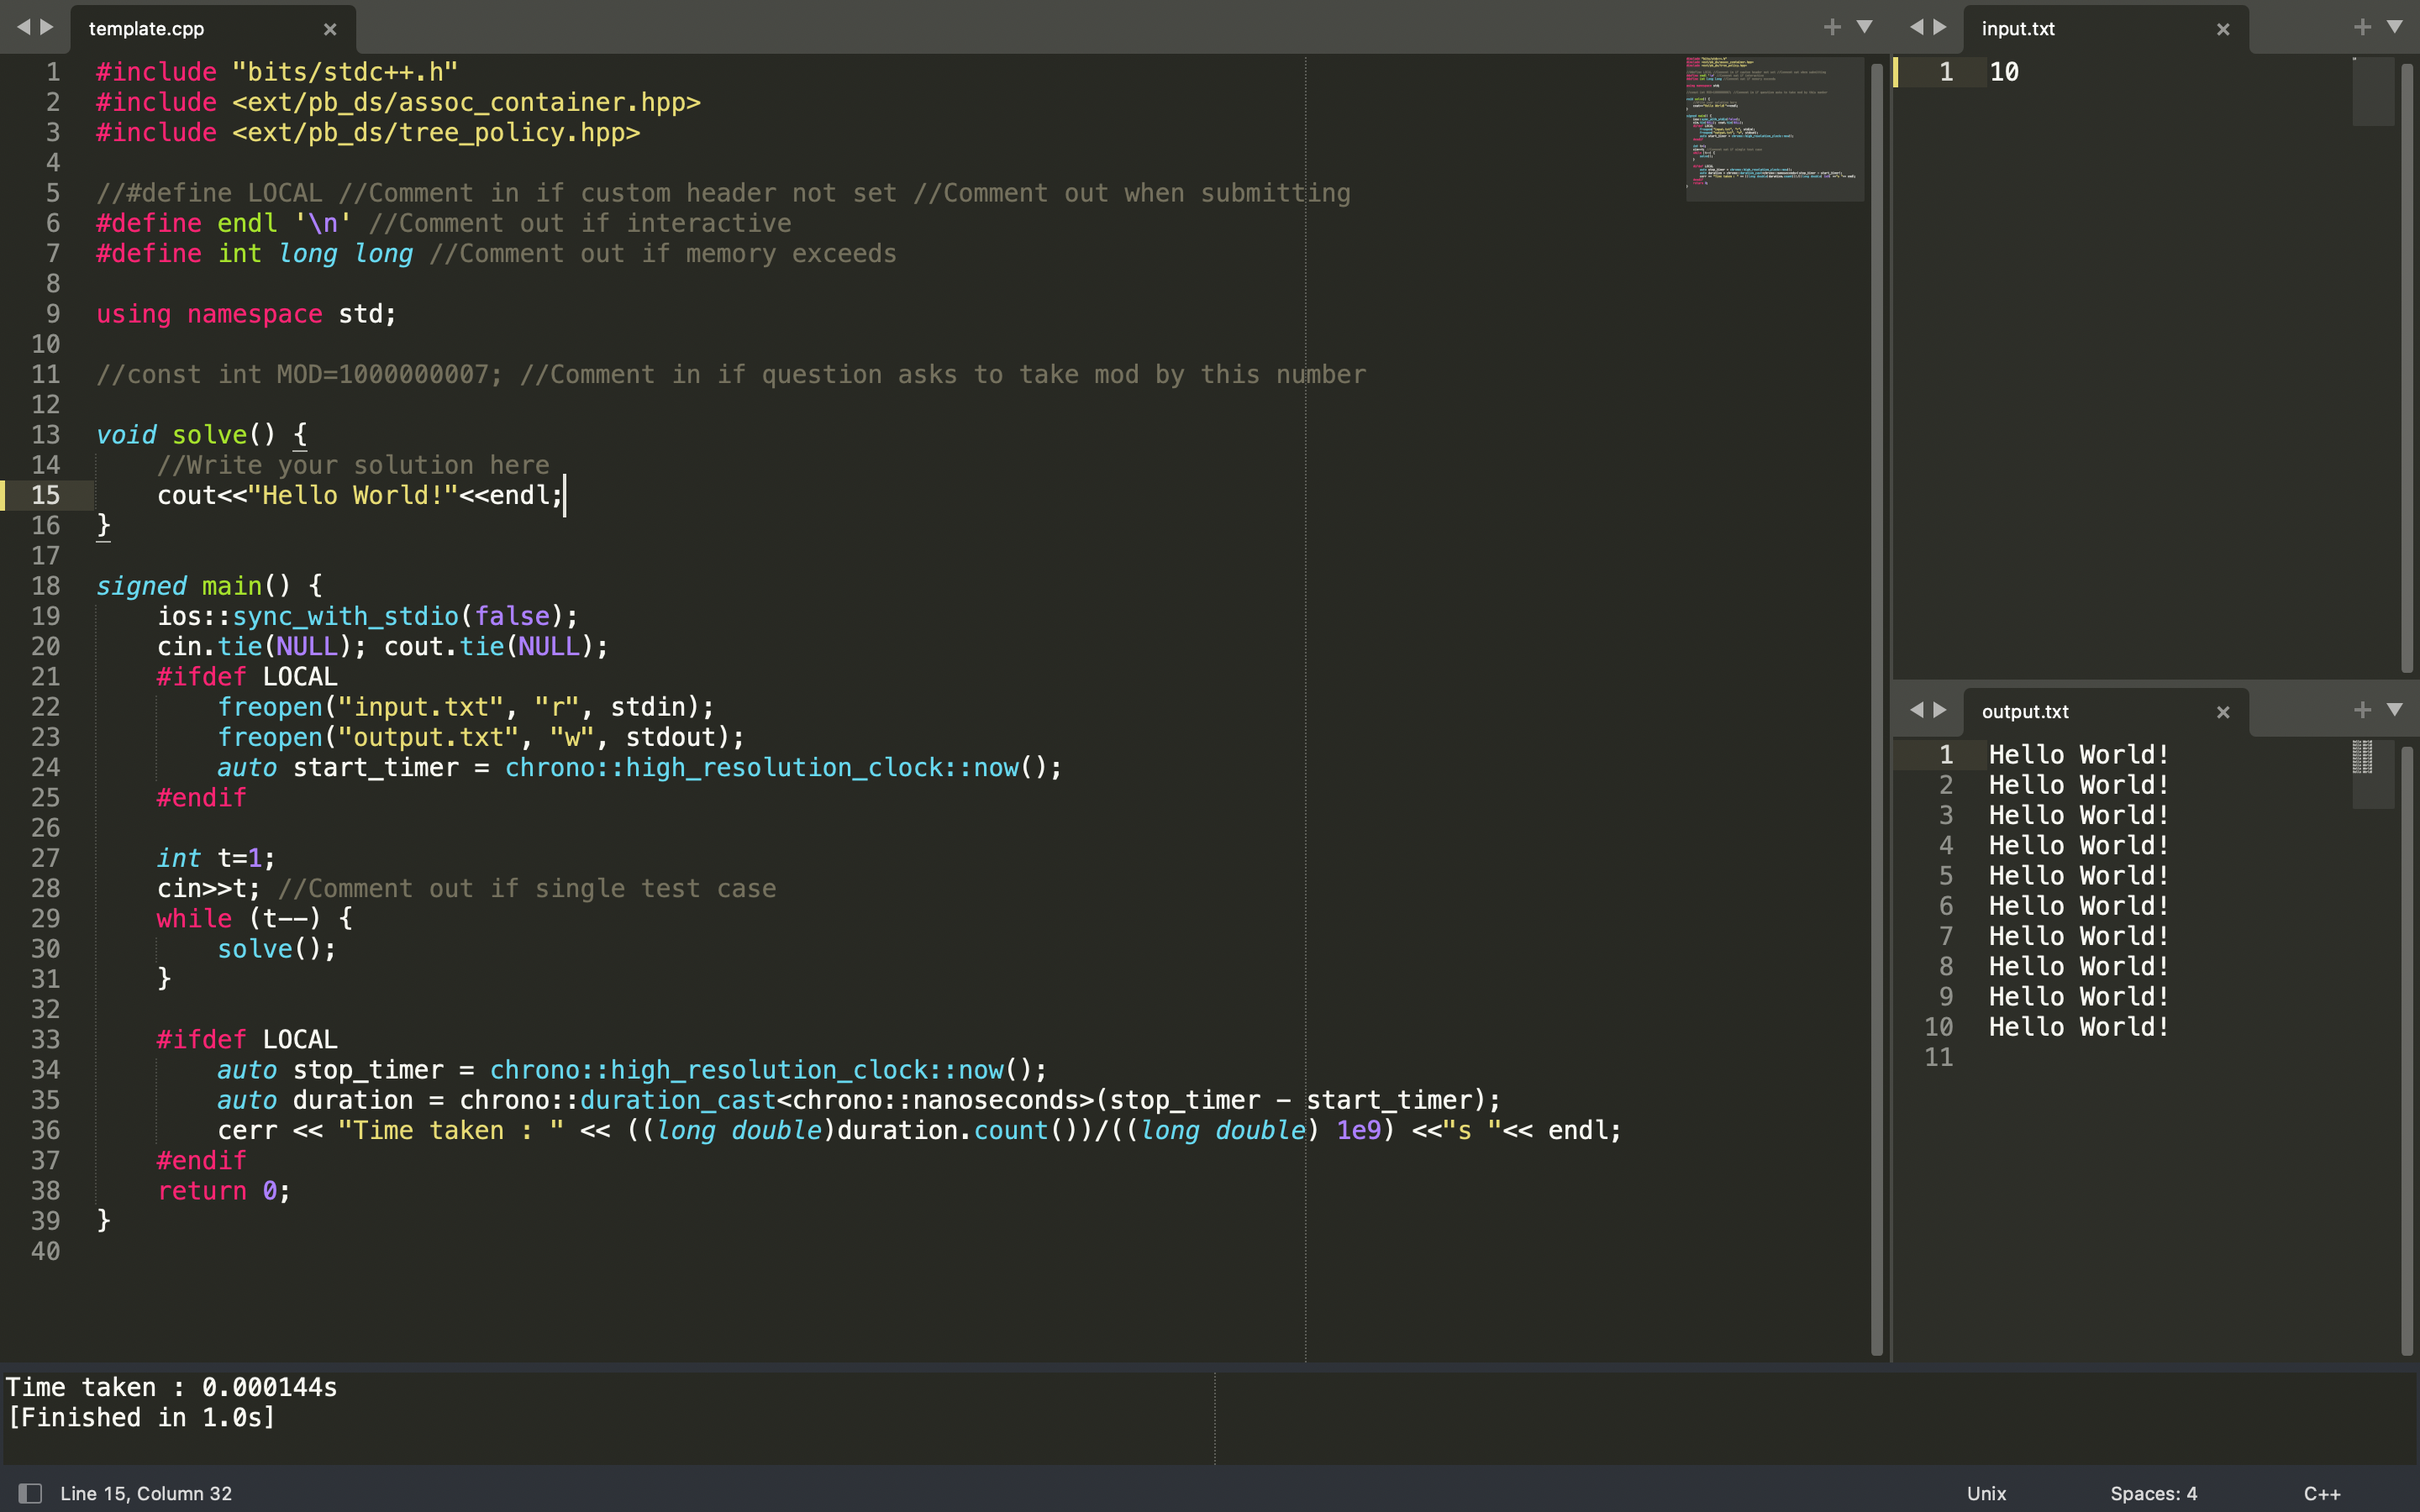 template.cpp
1 #include "bits/stdc++.h"
2 #include <ext/pb_ds/assoc_container.hpp>
3 #include <ext/pb_ds/tree_policy.hpp>
4
5 //#define LOCAL //Comment in if custom header not set //Comment out when submitting
6 #define endl '\n' //Comment out if interactive
7 #define int long long //Comment out if memory exceeds
8
9 using namespace std;
10
11 //const int MOD=1000000007; //Comment in if question asks to take mod by this number
12
13 void solve() {
14     //Write your solution here
15     cout<<"Hello World!"<<endl;
16 }
17
18 signed main() {
19     ios::sync_with_stdio(false);
20     cin.tie(NULL); cout.tie(NULL);
21     #ifdef LOCAL
22         freopen("input.txt", "r", stdin);
23         freopen("output.txt", "w", stdout);
24         auto start_timer = chrono::high_resolution_clock::now();
25     #endif
26
27     int t=1;
28     cin>>t; //Comment out if single test case
29     while (t--) {
30         solve();
31     }
32
33     #ifdef LOCAL
34         auto stop_timer = chrono::high_resolution_clock::now();
35         auto duration = chrono::duration_cast<chrono::nanoseconds>(stop_timer - start_timer);
36         cerr << "Time taken : " << ((long double)duration.count())/((long double) 1e9) <<"s "<< endl;
37     #endif
38     return 0;
39 }
40
input.txt
1 10
output.txt
1 Hello World!
2 Hello World!
3 Hello World!
4 Hello World!
5 Hello World!
6 Hello World!
7 Hello World!
8 Hello World!
9 Hello World!
10 Hello World!
11
Time taken : 0.000144s
[Finished in 1.0s]
Line 15, Column 32
Unix
Spaces: 4
C++